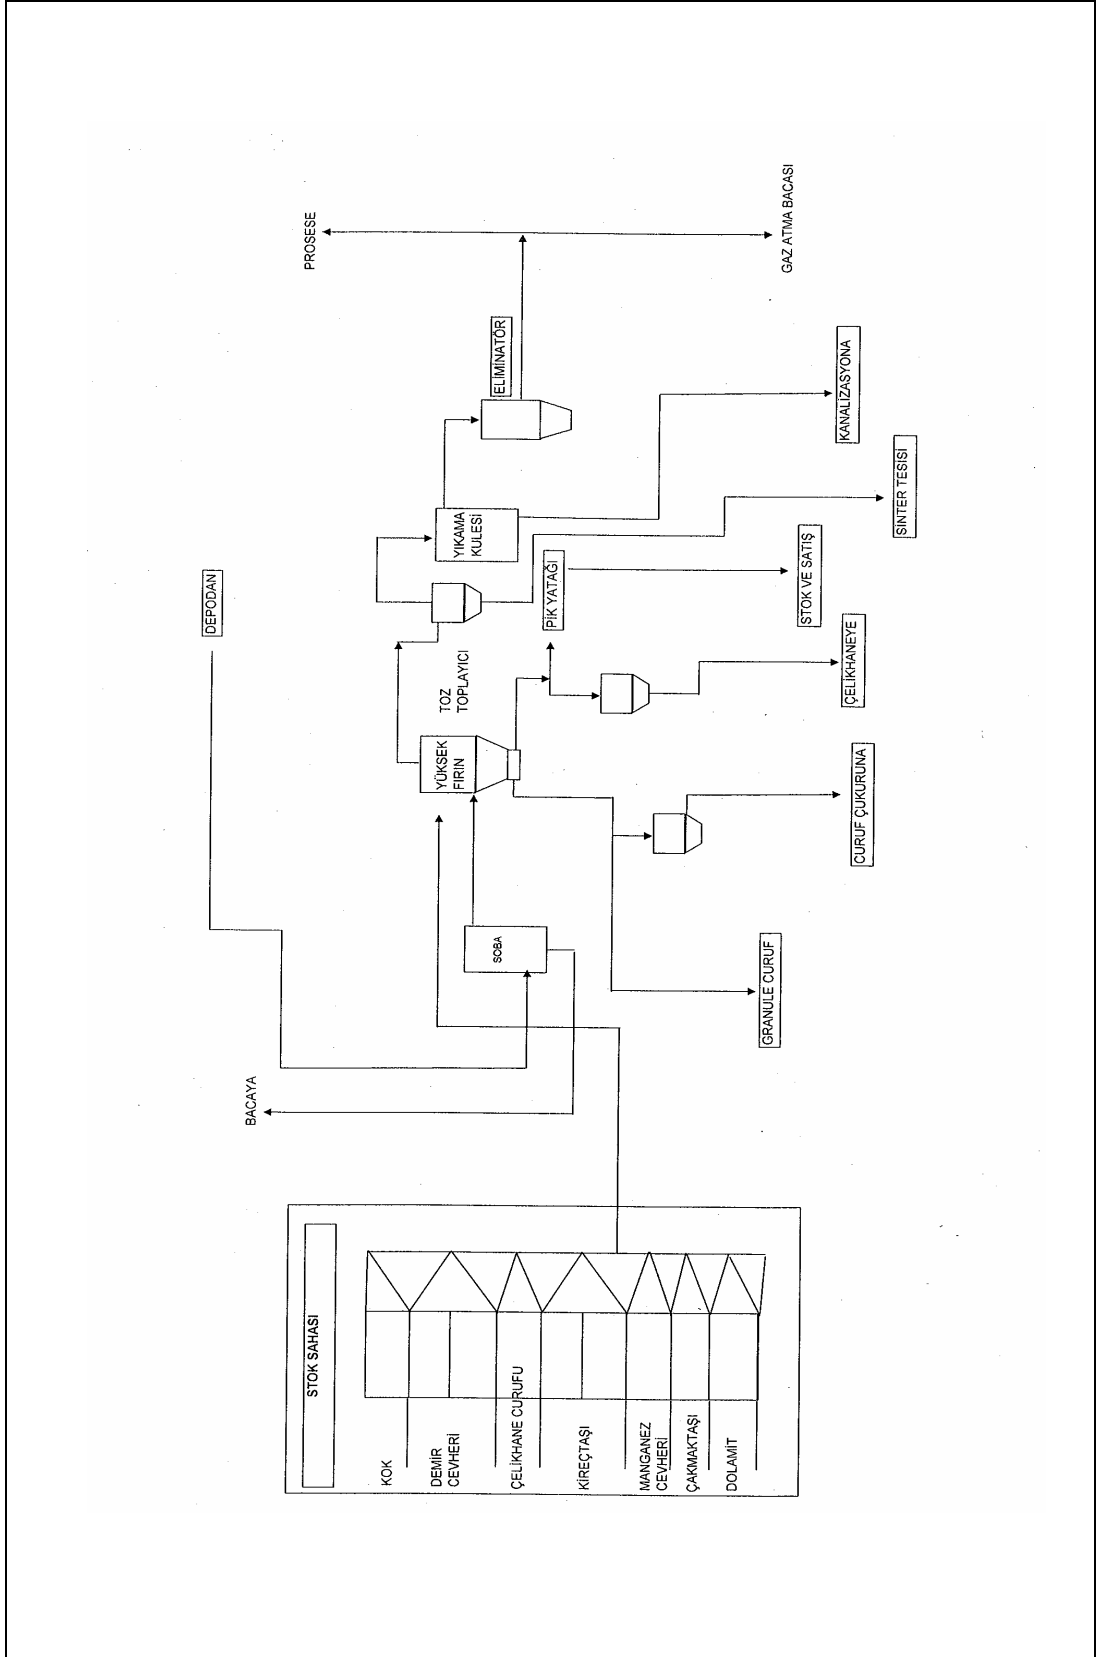 STOK SAHASI
KOK
DEMİR
CEVHERİ
ÇELİKHANE CURUFU
KİREÇTAŞI
MANGANEZ
CEVHERİ
ÇAKMAKTAŞI
DOLAMİT
BACAYA
DEPODAN
SOBA
YÜKSEK
FIRIN
TOZ
TOPLAYICI
YIKAMA
KULESİ
ELİMİNATÖR
PROSESE
GAZ ATMA BACASI
PİK YATAĞI
GRANULE CURUF
CURUF ÇUKURUNA
ÇELİKHANEYE
STOK VE SATIŞ
SİNTER TESİSİ
KANALİZASYONA